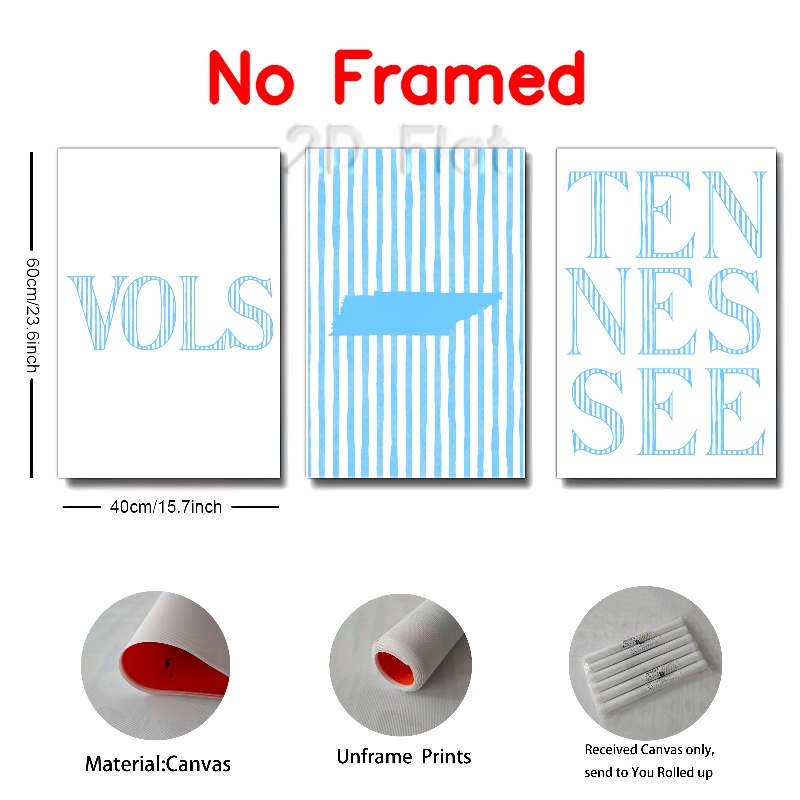 No Framed
2D Flat
60cm/23.6inch
VOLS
TEN
NES
SEE
40cm/15.7inch
Material:Canvas
Unframe Prints
Received Canvas only,
send to You Rolled up